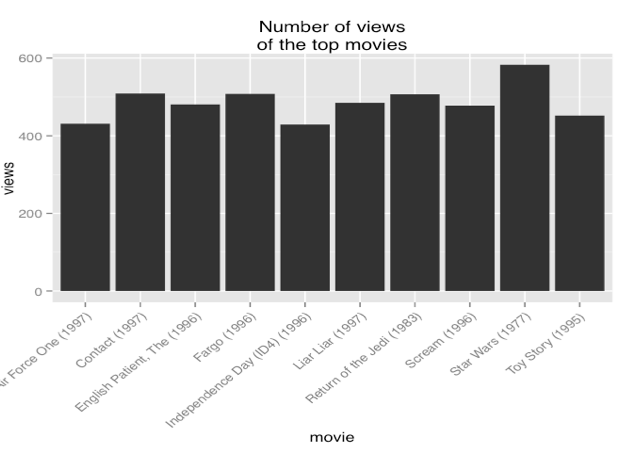 Number of views
of the top movies
600
400
200
0
views
Force One (1997)
Contact (1997)
English Patient, The (1996)
Fargo (1996)
Independence Day (ID4) (1996)
Liar Liar (1997)
Return of the Jedi (1983)
Scream (1996)
Star Wars (1977)
Toy Story (1995)
movie